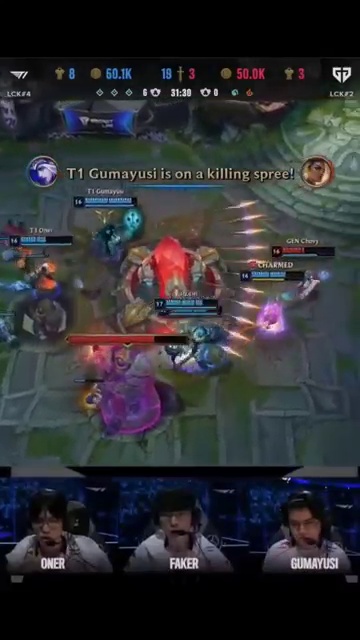 8 60.1K 19 3 50.0K 3
LCK#4 6 31:30 0 LCK#2
T1 Gumayusi is on a killing spree!
T1 Gumayusi
16
T1 Oner
16
GEN Chovy
16
CHARMED
14
17
ONER FAKER GUMAYUSI